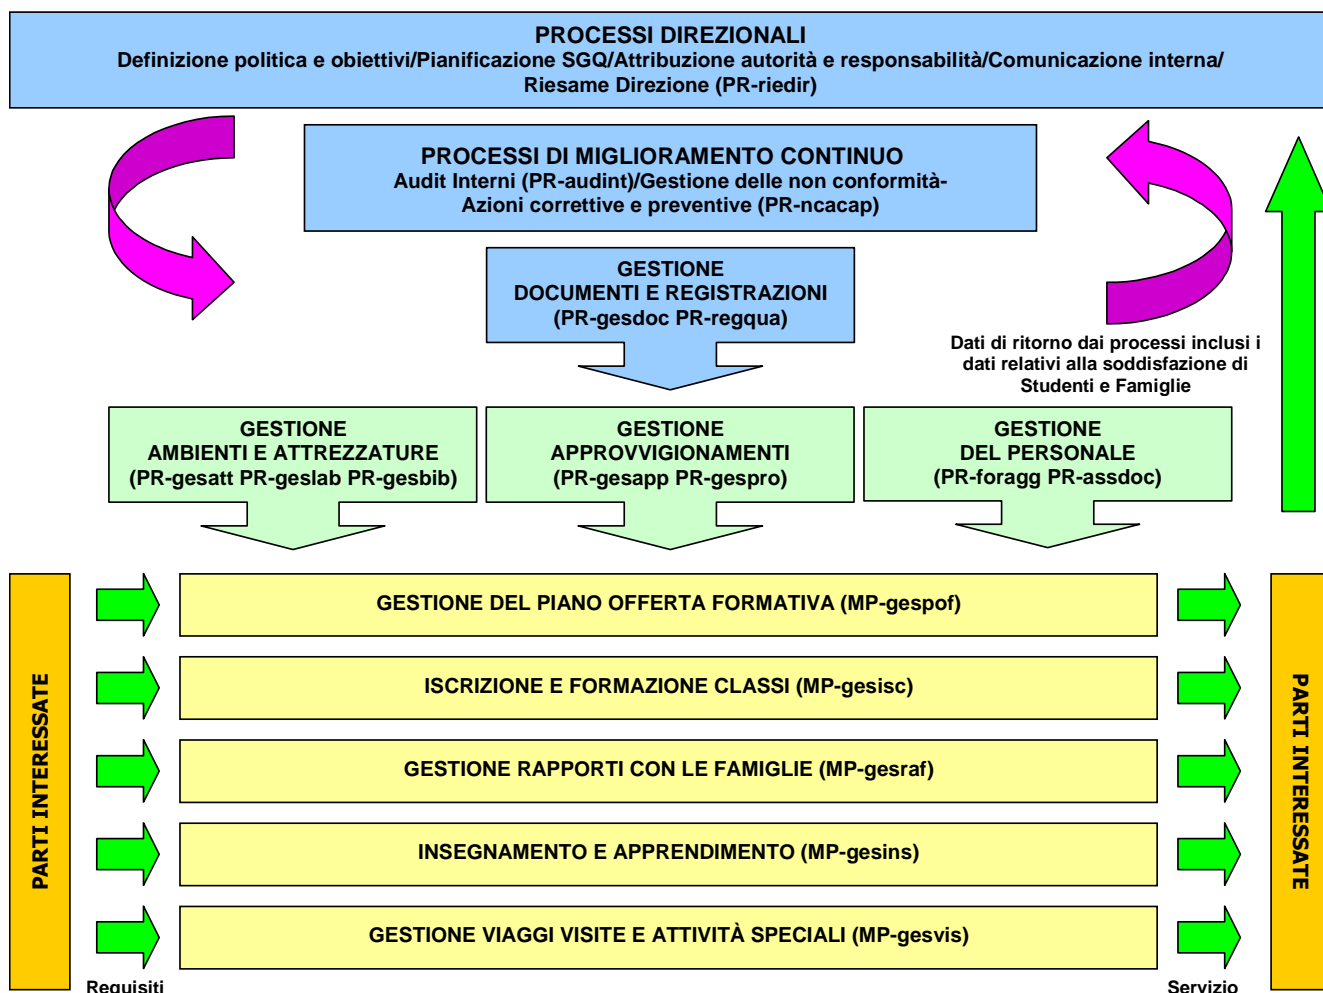 PROCESSI DIREZIONALI
Definizione politica e obiettivi/Pianificazione SGQ/Attribuzione autorità e responsabilità/Comunicazione interna/
Riesame Direzione (PR-riedir)
PROCESSI DI MIGLIORAMENTO CONTINUO
Audit Interni (PR-audint)/Gestione delle non conformità-
Azioni correttive e preventive (PR-ncacap)
GESTIONE
DOCUMENTI E REGISTRAZIONI
(PR-gesdoc PR-regqua)
Dati di ritorno dai processi inclusi i
dati relativi alla soddisfazione di
Studenti e Famiglie
GESTIONE
AMBIENTI E ATTREZZATURE
(PR-gesatt PR-geslab PR-gesbib)
GESTIONE
APPROVVIGIONAMENTI
(PR-gesapp PR-gespro)
GESTIONE
DEL PERSONALE
(PR-foragg PR-assdoc)
PARTI INTERESSATE
GESTIONE DEL PIANO OFFERTA FORMATIVA (MP-gespof)
ISCRIZIONE E FORMAZIONE CLASSI (MP-gesisc)
GESTIONE RAPPORTI CON LE FAMIGLIE (MP-gesraf)
INSEGNAMENTO E APPRENDIMENTO (MP-gesins)
GESTIONE VIAGGI VISITE E ATTIVITÀ SPECIALI (MP-gesvis)
PARTI INTERESSATE
Requisiti
Servizio